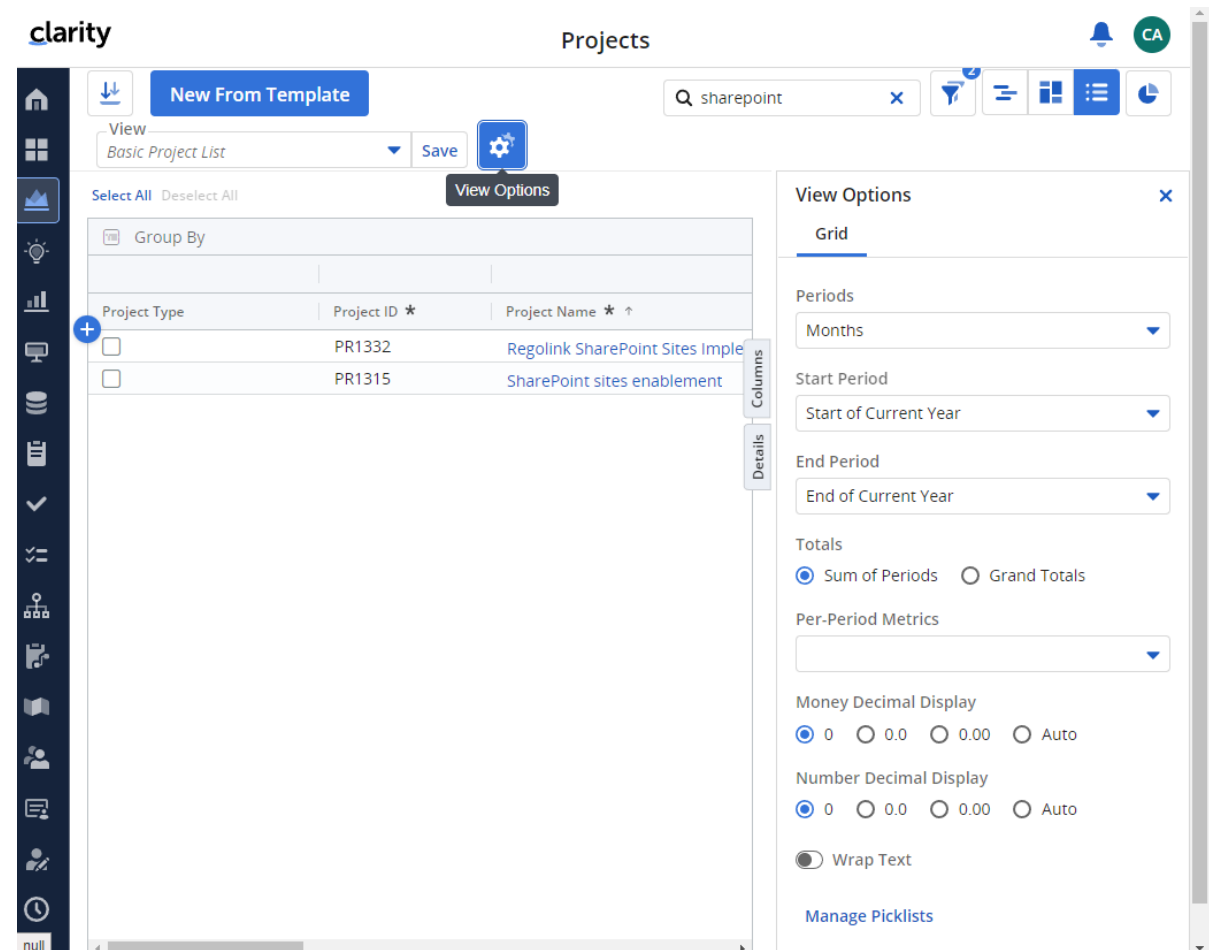 clarity
Projects
CA
New From Template
sharepoint
2
View
Basic Project List
Save
View Options
Select All Deselect All
Group By
Project Type
Project ID *
Project Name * ↑
PR1332
Regolink SharePoint Sites Imple
PR1315
SharePoint sites enablement
Columns
Details
View Options
Grid
Periods
Months
Start Period
Start of Current Year
End Period
End of Current Year
Totals
Sum of Periods Grand Totals
Per-Period Metrics
Money Decimal Display
0 0.0 0.00 Auto
Number Decimal Display
0 0.0 0.00 Auto
Wrap Text
Manage Picklists
null